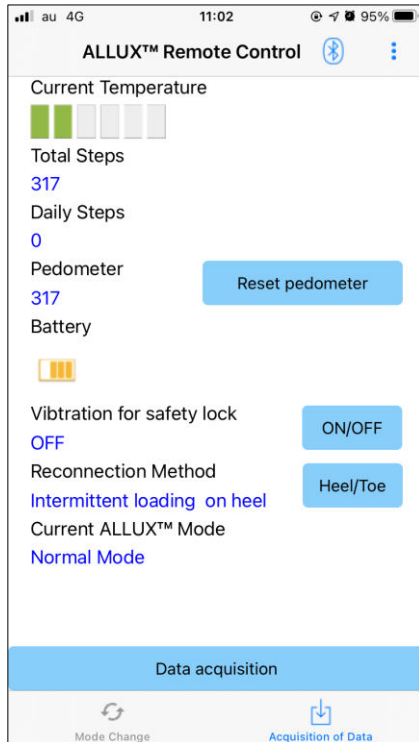 au 4G 11:02 95%
ALLUX™ Remote Control
Current Temperature
Total Steps
317
Daily Steps
0
Pedometer
317
Reset pedometer
Battery
Vibtration for safety lock
OFF
ON/OFF
Reconnection Method
Intermittent loading on heel
Heel/Toe
Current ALLUX™ Mode
Normal Mode
Data acquisition
Mode Change
Acquisition of Data